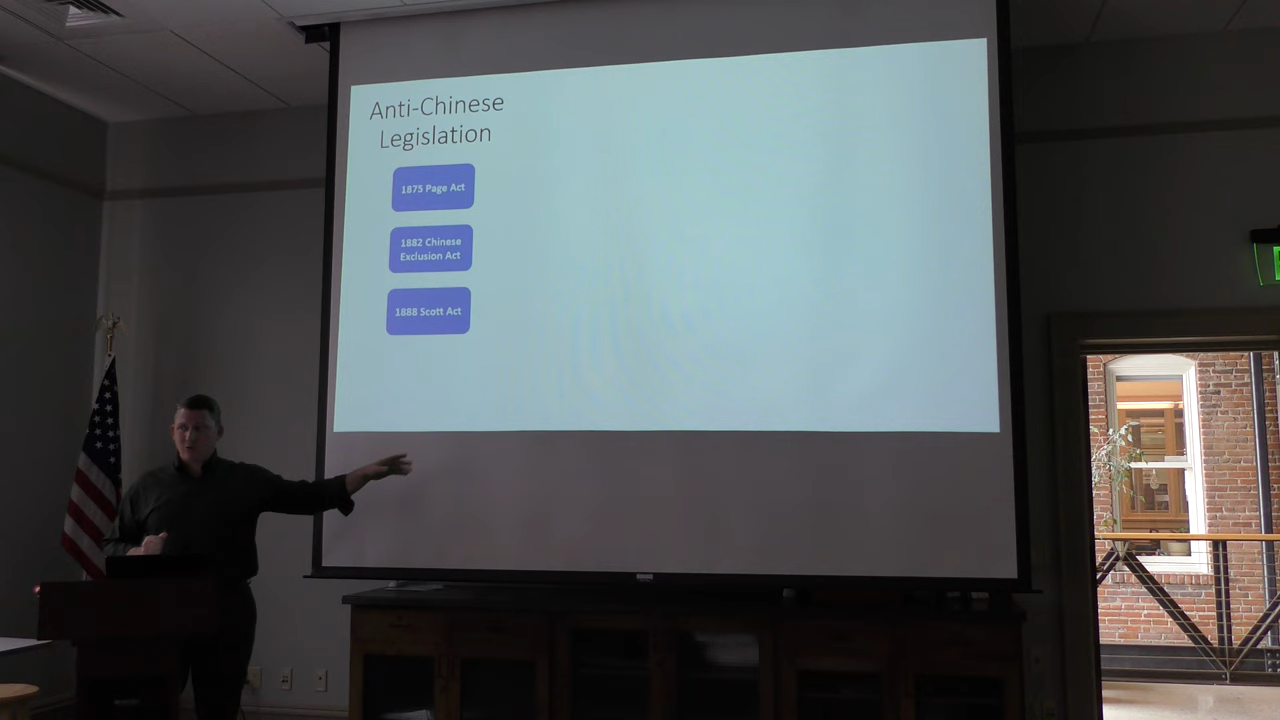 Anti-Chinese
Legislation
1875 Page Act
1882 Chinese
Exclusion Act
1888 Scott Act